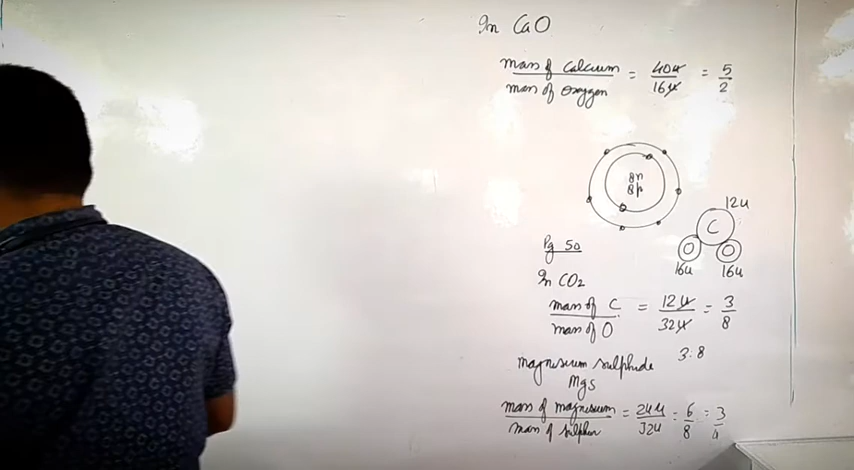 In CaO
mass of calcium / mass of oxygen = 40u / 16u = 5 / 2
8n
8p
12u
C
O O
16u 16u
Pg 50
In CO2
mass of C / mass of O = 12u / 32u = 3 / 8
3:8
magnesium sulphide
Mgs
mass of magnesium / mass of sulphur = 24u / 32u = 6 / 8 = 3 / 4